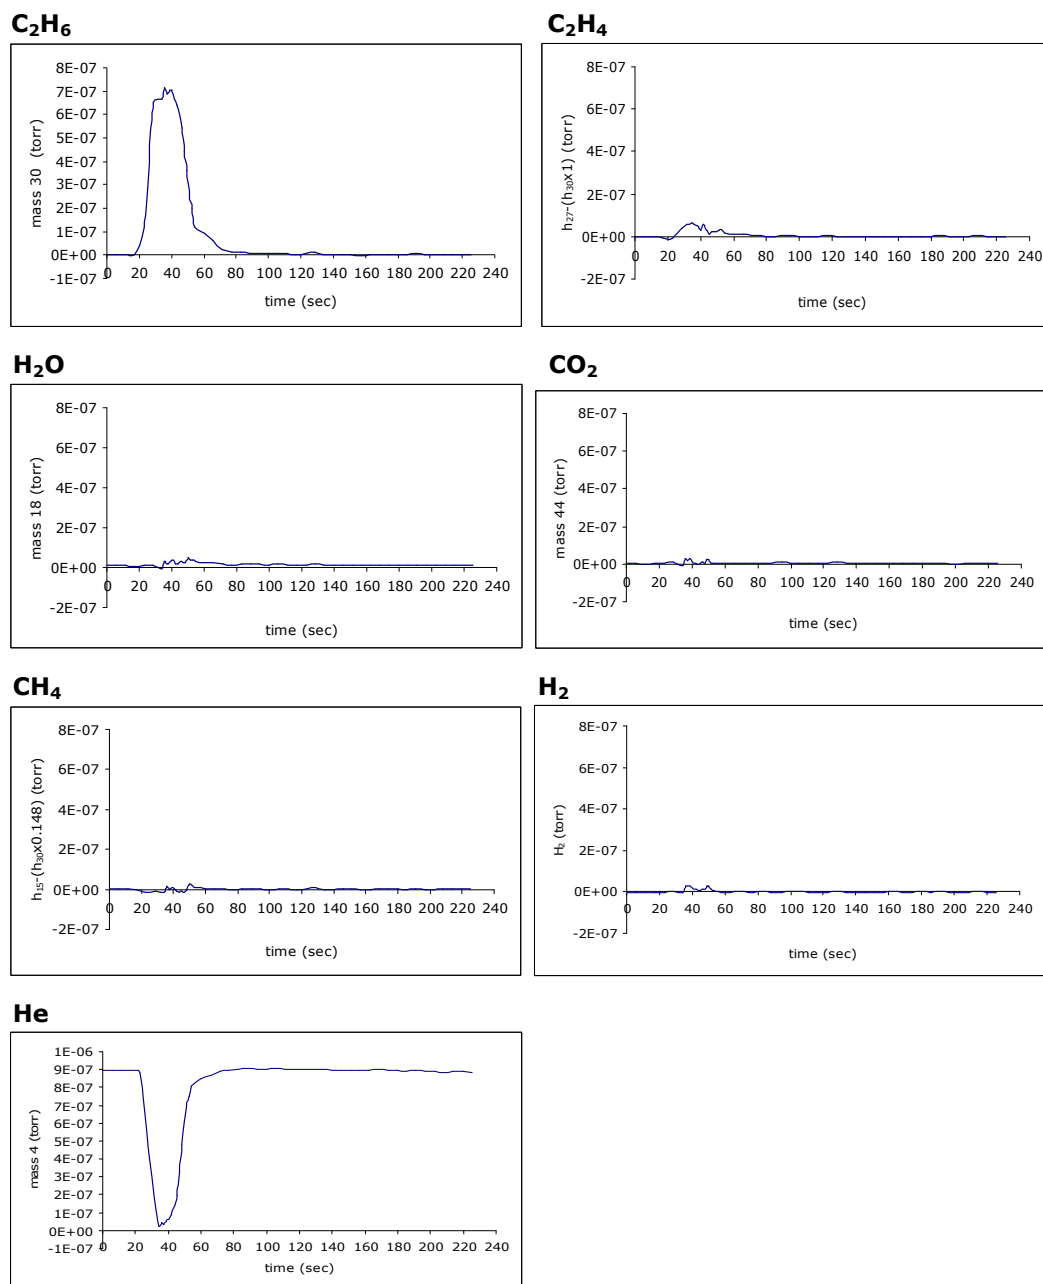 C₂H₆
8E-07
7E-07
6E-07
5E-07
4E-07
3E-07
2E-07
1E-07
0E+00
-1E-07
mass 30 (torr)
0 20 40 60 80 100 120 140 160 180 200 220 240
time (sec)
C₂H₄
8E-07
6E-07
4E-07
2E-07
0E+00
-2E-07
h₂₇-(h₃₀x1) (torr)
0 20 40 60 80 100 120 140 160 180 200 220 240
time (sec)
H₂O
8E-07
6E-07
4E-07
2E-07
0E+00
-2E-07
mass 18 (torr)
0 20 40 60 80 100 120 140 160 180 200 220 240
time (sec)
CO₂
8E-07
6E-07
4E-07
2E-07
0E+00
-2E-07
mass 44 (torr)
0 20 40 60 80 100 120 140 160 180 200 220 240
time (sec)
CH₄
8E-07
6E-07
4E-07
2E-07
0E+00
-2E-07
h₁₅-(h₃₀x0.148) (torr)
0 20 40 60 80 100 120 140 160 180 200 220 240
time (sec)
H₂
8E-07
6E-07
4E-07
2E-07
0E+00
-2E-07
H₂ (torr)
0 20 40 60 80 100 120 140 160 180 200 220 240
time (sec)
He
1E-06
9E-07
8E-07
7E-07
6E-07
5E-07
4E-07
3E-07
2E-07
1E-07
0E+00
-1E-07
mass 4 (torr)
0 20 40 60 80 100 120 140 160 180 200 220 240
time (sec)